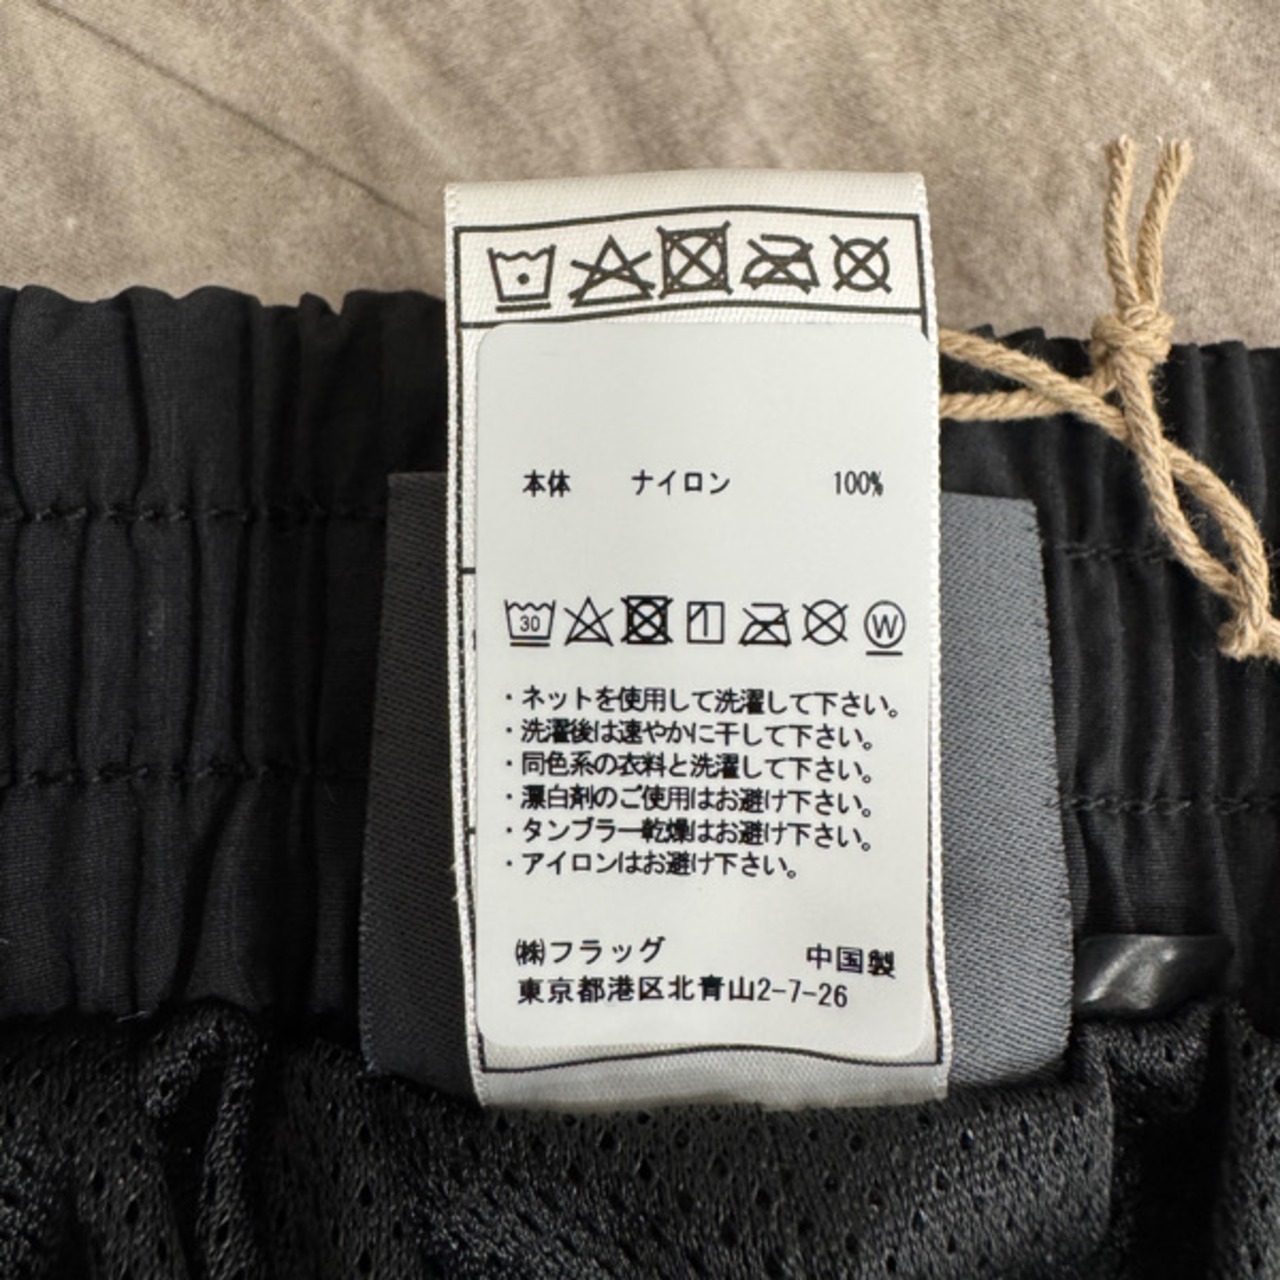 本体 ナイロン 100%
30
W
・ネットを使用して洗濯して下さい。
・洗濯後は速やかに干して下さい。
・同色系の衣料と洗濯して下さい。
・漂白剤のご使用はお避け下さい。
・タンブラー乾燥はお避け下さい。
・アイロンはお避け下さい。
㈱フラッグ 中国製
東京都港区北青山2-7-26